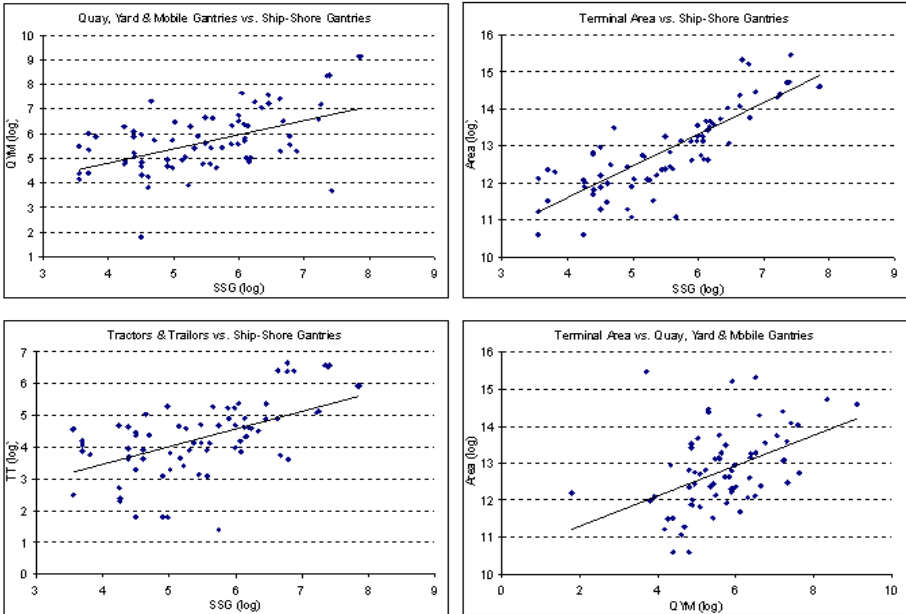 Quay, Yard & Mobile Gantries vs. Ship-Shore Gantries
10
9
8
7
6
5
4
3
2
1
QYM (log)
3 4 5 6 7 8 9
SSG (log)
Terminal Area vs. Ship-Shore Gantries
16
15
14
13
12
11
10
Area (log)
3 4 5 6 7 8 9
SSG (log)
Tractors & Trailors vs. Ship-Shore Gantries
7
6
5
4
3
2
1
0
TT (log)
3 4 5 6 7 8 9
SSG (log)
Terminal Area vs. Quay, Yard & Mobile Gantries
16
15
14
13
12
11
10
Area (log)
0 2 4 6 8 10
QYM (log)